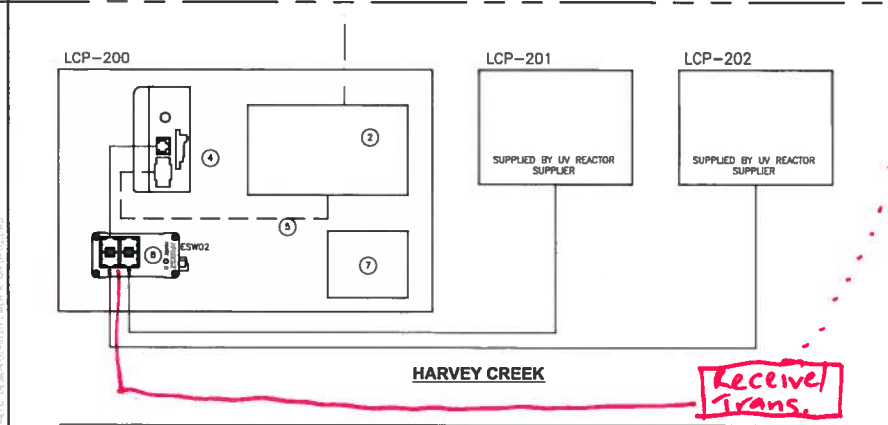 LCP-200
LCP-201
LCP-202
2
4
SUPPLIED BY UV REACTOR
SUPPLIER
SUPPLIED BY UV REACTOR
SUPPLIER
5
ESW02
7
HARVEY CREEK
Receive/
Trans.